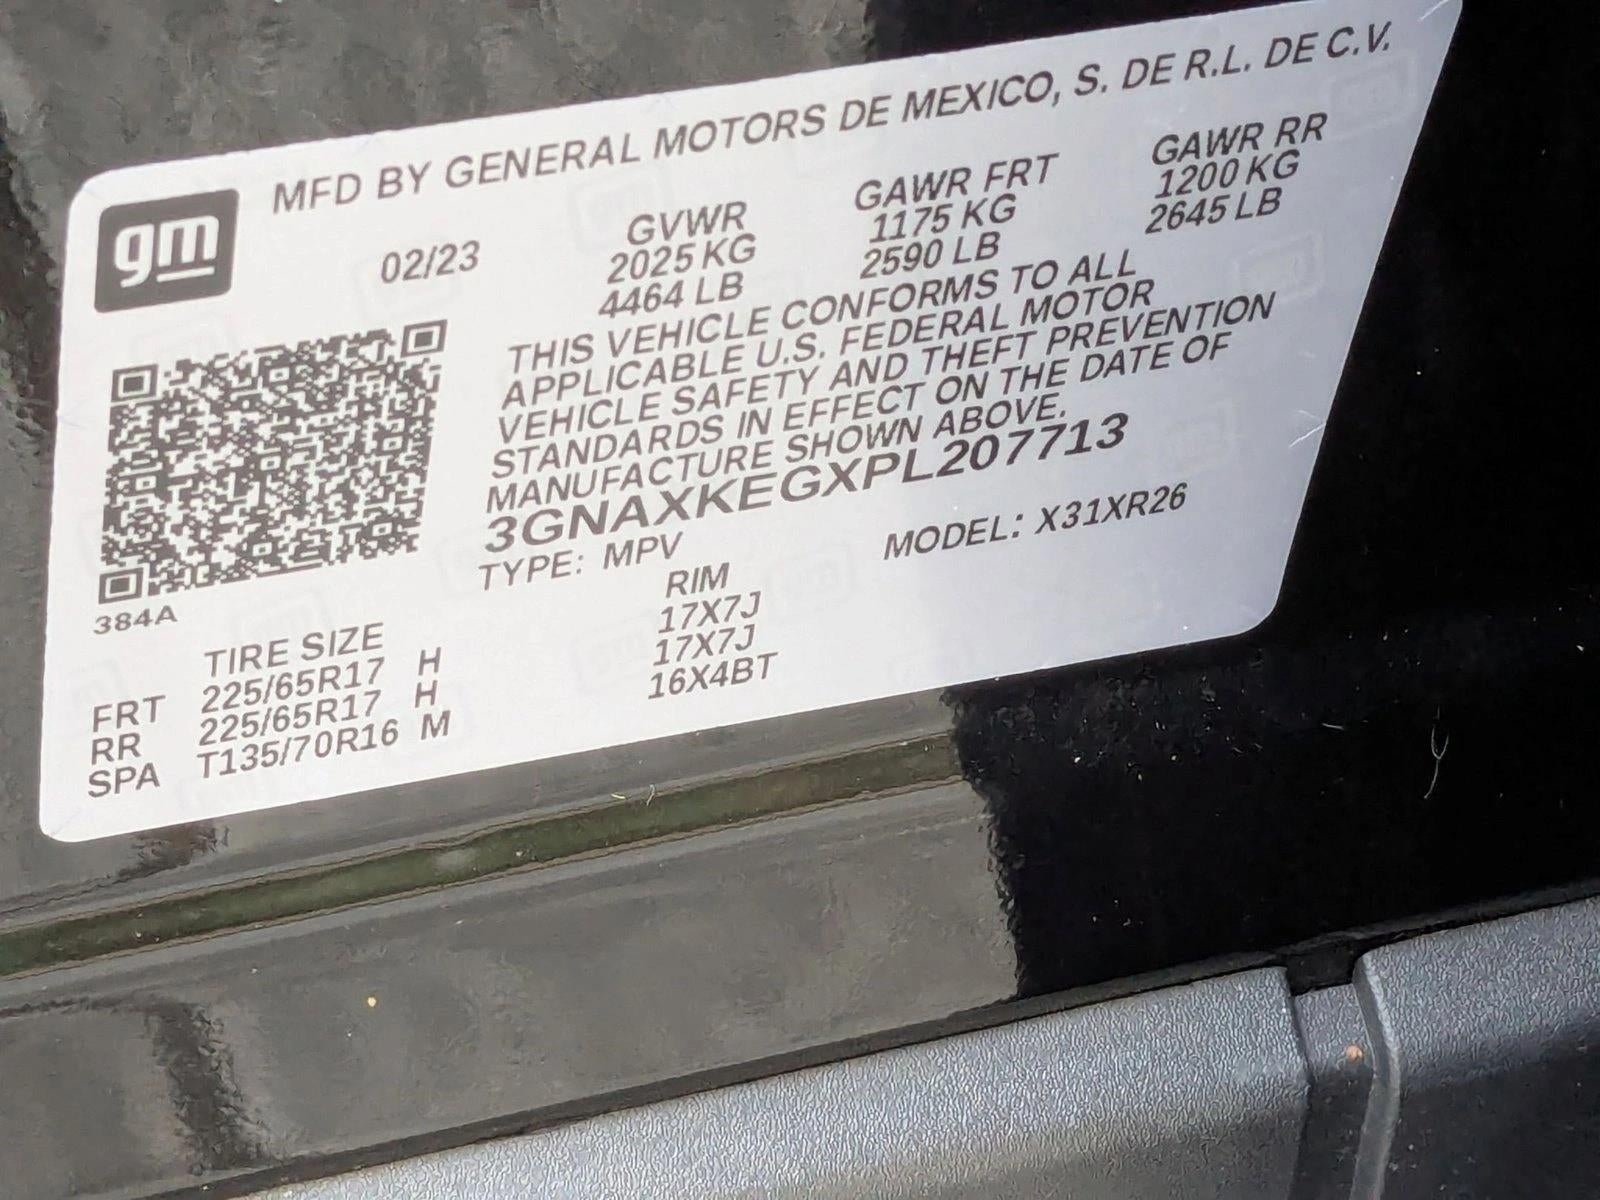 MFD BY GENERAL MOTORS DE MEXICO, S. DE R.L. DE C.V.
gm
02/23
GVWR GAWR FRT GAWR RR
2025 KG 1175 KG 1200 KG
4464 LB 2590 LB 2645 LB
THIS VEHICLE CONFORMS TO ALL
APPLICABLE U.S. FEDERAL MOTOR
VEHICLE SAFETY AND THEFT PREVENTION
STANDARDS IN EFFECT ON THE DATE OF
MANUFACTURE SHOWN ABOVE.
3GNAXKEGXPL207713
TYPE: MPV MODEL: X31XR26
384A
TIRE SIZE RIM
FRT 225/65R17 H 17X7J
RR 225/65R17 H 17X7J
SPA T135/70R16 M 16X4BT